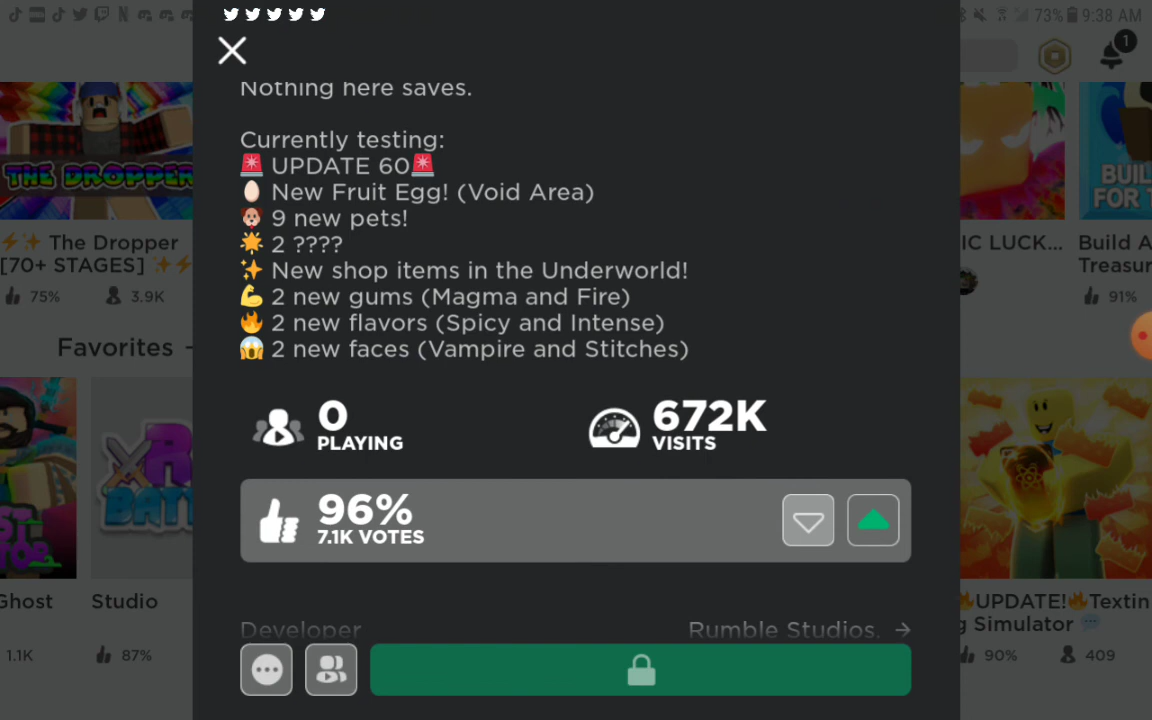 73% 9:38 AM
1
Nothing here saves.
Currently testing:
🚨 UPDATE 60🚨
🥚 New Fruit Egg! (Void Area)
🐶 9 new pets!
🌟 2 ????
✨ New shop items in the Underworld!
💪 2 new gums (Magma and Fire)
🔥 2 new flavors (Spicy and Intense)
😱 2 new faces (Vampire and Stitches)
0
PLAYING
672K
VISITS
96%
7.1K VOTES
Developer
Rumble Studios. →
THE DROPPER
⚡✨ The Dropper
[70+ STAGES] ✨⚡
75% 3.9K
Favorites
Ghost
1.1K
Studio
87%
BUIL
FOR T
IC LUCK...
Build A
Treasur
91%
🔥UPDATE!🔥Textin
g Simulator 💬
90% 409